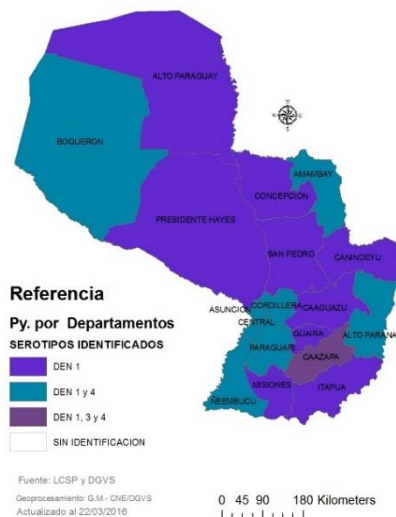 ALTO PARAGUAY
BOQUERON
AMAMBAY
CONCEPCION
PRESIDENTE HAYES
SAN PEDRO
CANINDEYU
ASUNCION
CORDILLERA
CAAGUAZU
CENTRAL
GUAIRA
ALTO PARANA
PARAGUARI
CAAZAPA
MISIONES
ITAPUA
ÑEEMBUCU
Referencia
Py. por Departamentos
SEROTIPOS IDENTIFICADOS
DEN 1
DEN 1 y 4
DEN 1, 3 y 4
SIN IDENTIFICACION
Fuente: LCSP y DGVS
Geoprocesamiento: G.M.- CNE/DGVS
Actualizado al 22/03/2016
0 45 90 180 Kilometers